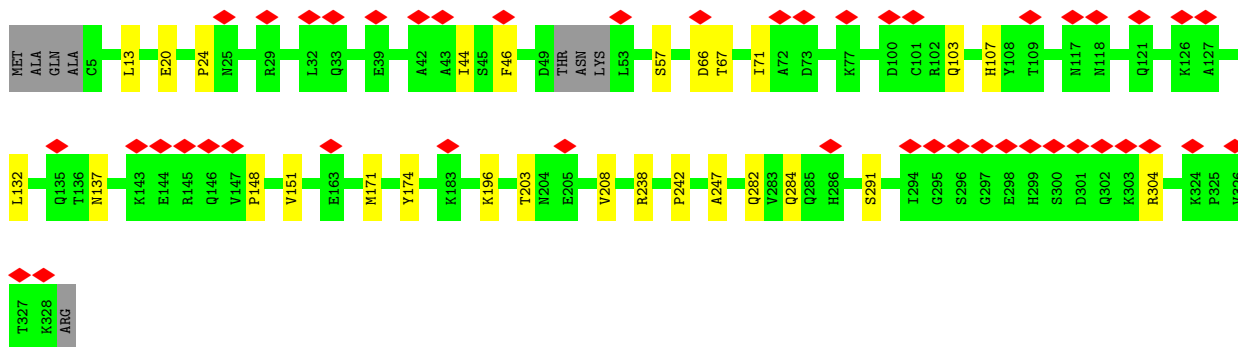 MET ALA GLN ALA C5 L13 E20 P24 N25 R29 L32 Q33 E39 A42 A43 I44 S45 F46 D49 THR ASN LYS L53 S57 D66 T67 I71 A72 D73 K77 D100 C101 R102 Q103 H107 Y108 T109 N117 N118 Q121 K126 A127
L132 Q135 T136 N137 K143 E144 R145 Q146 V147 P148 V151 E163 M171 Y174 K183 K196 T203 N204 E205 V208 R238 P242 A247 Q282 V283 Q284 Q285 H286 S291 I294 G295 S296 G297 E298 H299 S300 D301 Q302 K303 R304 K324 P325 V326
T327 K328 ARG